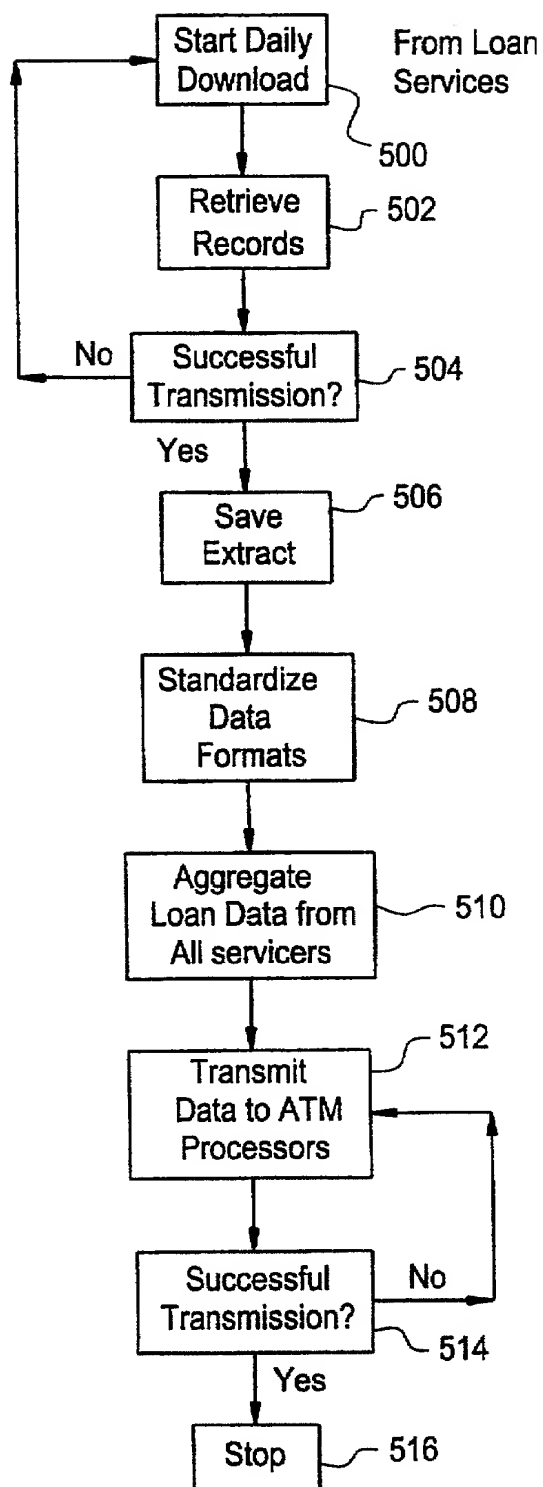 Start Daily
Download
From Loan
Services
500
Retrieve
Records
502
Successful
Transmission?
504
No
Yes
Save
Extract
506
Standardize
Data
Formats
508
Aggregate
Loan Data from
All servicers
510
512
Transmit
Data to ATM
Processors
Successful
Transmission?
No
514
Yes
Stop
516